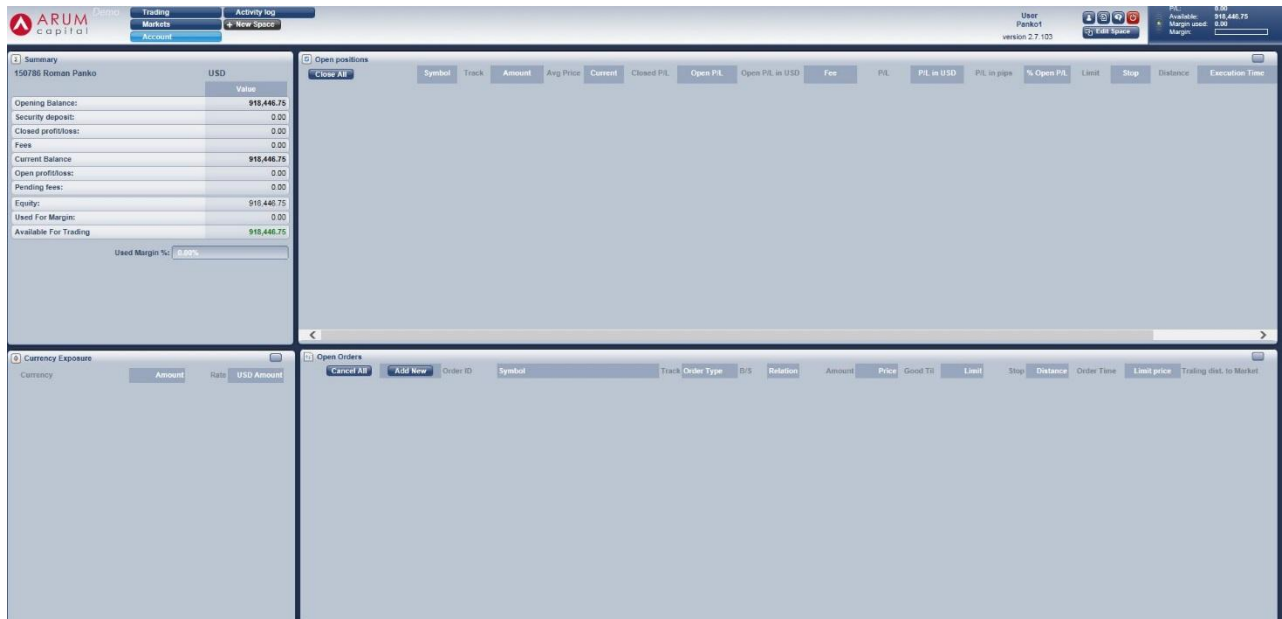 ARUM
capital
Demo
Trading
Markets
Account
Activity log
+ New Space
User
Panko1
version 2.7.103
Edit Space
P/L: 0.00
Available: 918,446.75
Margin used: 0.00
Margin:
Summary
150786 Roman Panko USD
Value
Opening Balance: 918,446.75
Security deposit: 0.00
Closed profit/loss: 0.00
Fees 0.00
Current Balance 918,446.75
Open profit/loss: 0.00
Pending fees: 0.00
Equity: 918,446.75
Used For Margin: 0.00
Available For Trading 918,446.75
Used Margin %: 0.00%
Open positions
Close All Symbol Track Amount Avg Price Current Closed P/L Open P/L Open P/L in USD Fee P/L P/L in USD P/L in pips % Open P/L Limit Stop Distance Execution Time
Currency Exposure
Currency Amount Rate USD Amount
Open Orders
Cancel All Add New Order ID Symbol Track Order Type B/S Relation Amount Price Good Til Limit Stop Distance Order Time Limit price Trailing dist. to Market